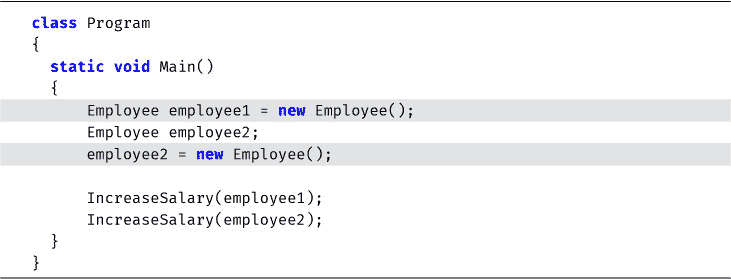 class Program
{
  static void Main()
  {
      Employee employee1 = new Employee();
      Employee employee2;
      employee2 = new Employee();

      IncreaseSalary(employee1);
      IncreaseSalary(employee2);
  }
}